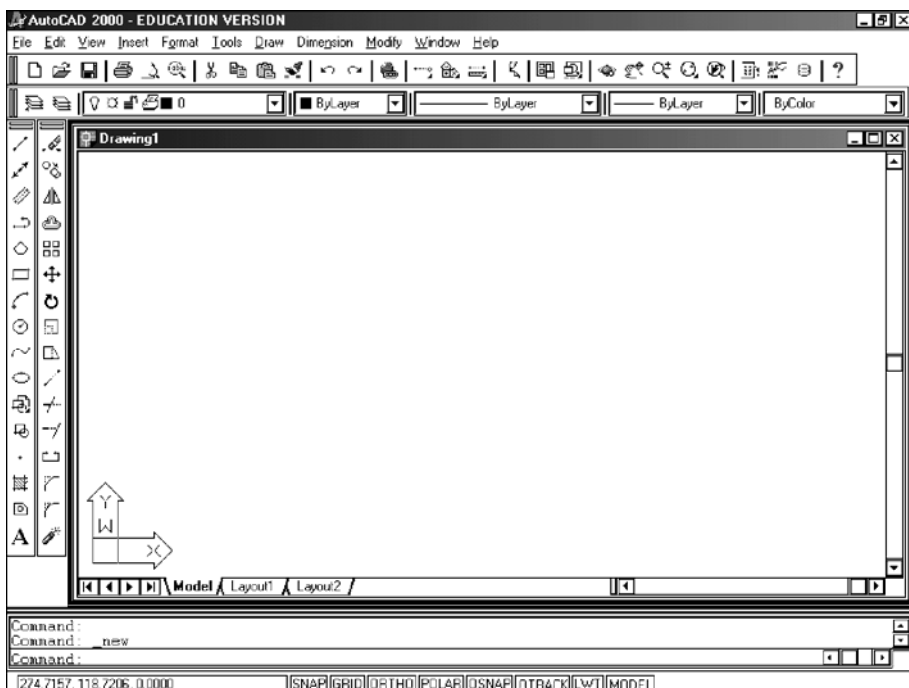 AutoCAD 2000 - EDUCATION VERSION
File Edit View Insert Format Tools Draw Dimension Modify Window Help
?
0 ByLayer ByLayer ByLayer ByColor
Drawing1
A
Y
W
X
Model Layout1 Layout2
Command:
Command: _new
Command:
274.7157, 118.7206, 0.0000 SNAP GRID ORTHO POLAR OSNAP OTRACK LWT MODEL